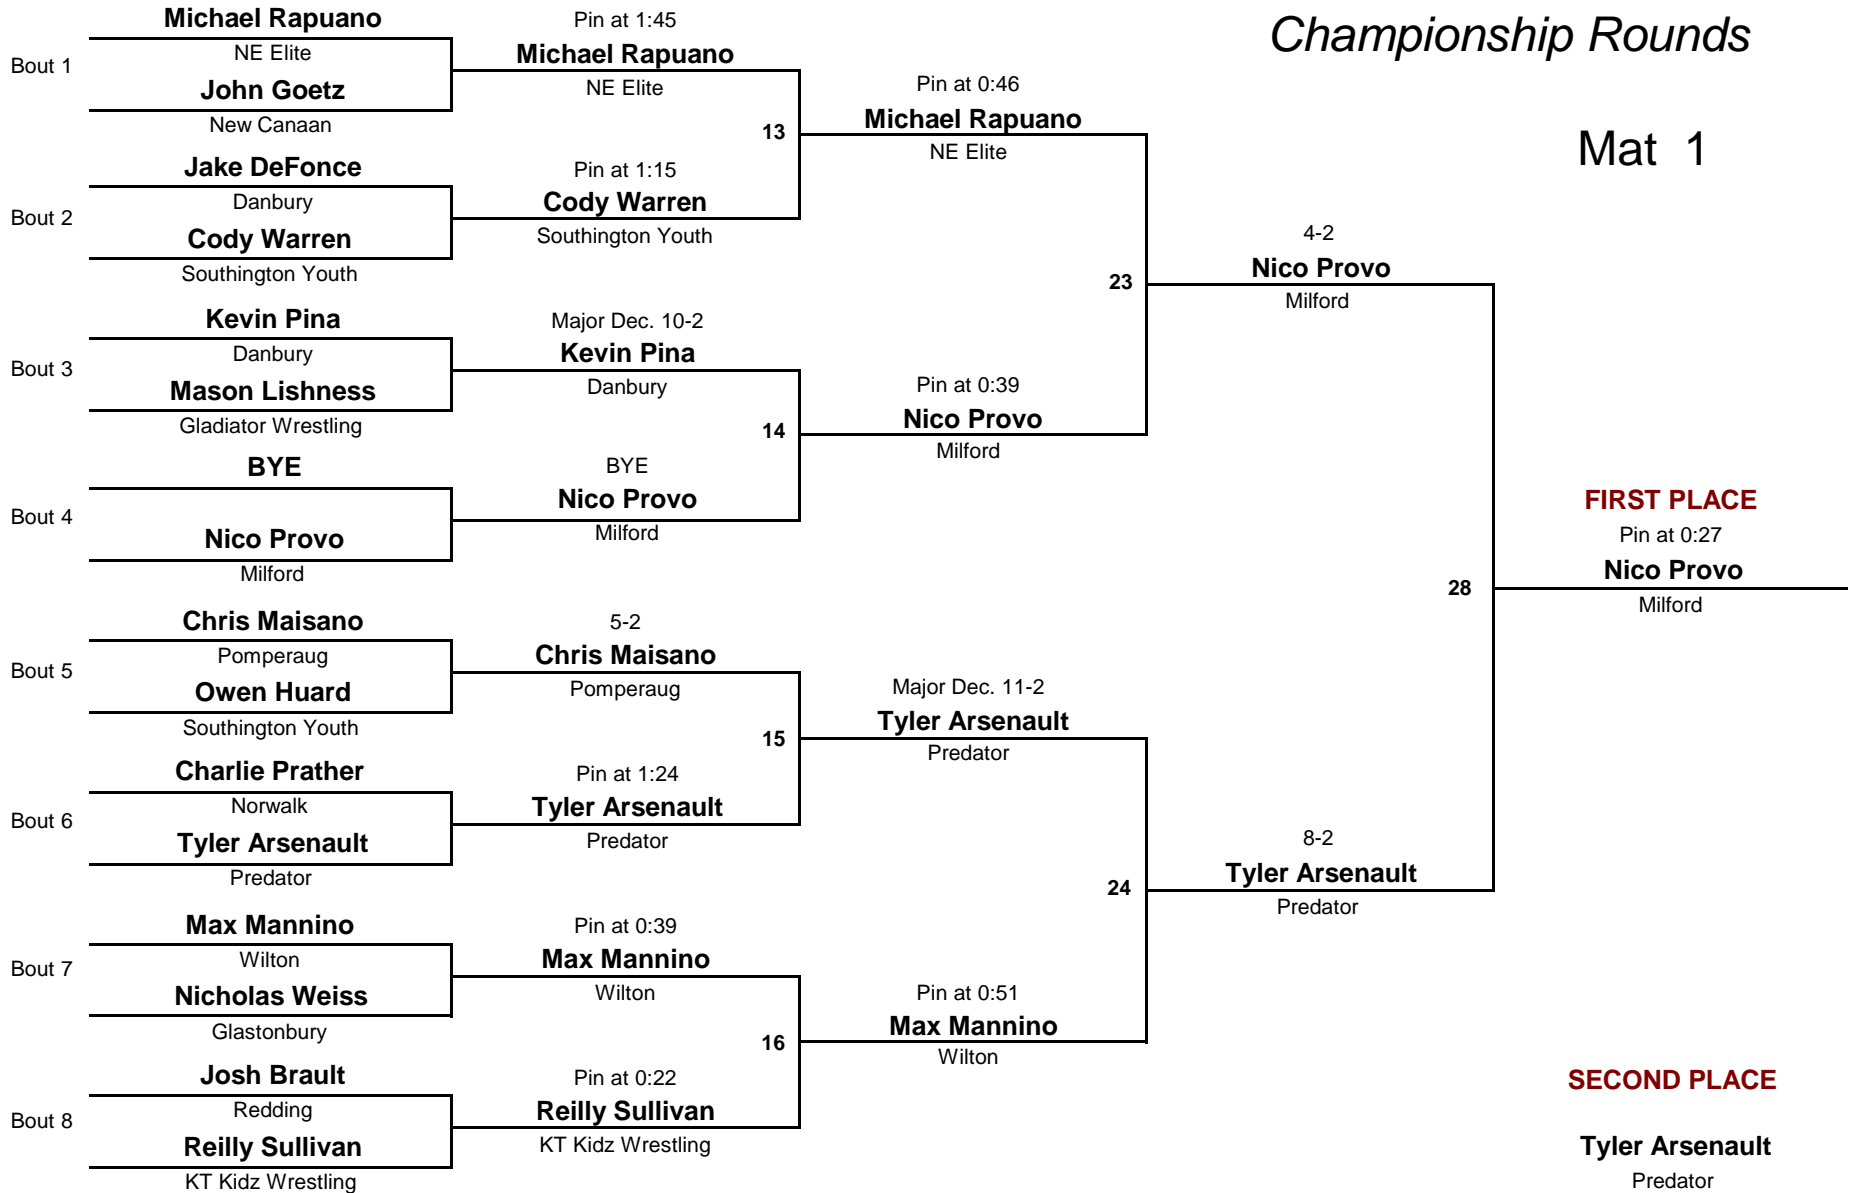 Championship Rounds
Mat 1
Bout 1
Michael Rapuano
NE Elite
John Goetz
New Canaan
Bout 2
Jake DeFonce
Danbury
Cody Warren
Southington Youth
Bout 3
Kevin Pina
Danbury
Mason Lishness
Gladiator Wrestling
Bout 4
BYE
Nico Provo
Milford
Bout 5
Chris Maisano
Pomperaug
Owen Huard
Southington Youth
Bout 6
Charlie Prather
Norwalk
Tyler Arsenault
Predator
Bout 7
Max Mannino
Wilton
Nicholas Weiss
Glastonbury
Bout 8
Josh Brault
Redding
Reilly Sullivan
KT Kidz Wrestling
Pin at 1:45
Michael Rapuano
NE Elite
13
Pin at 1:15
Cody Warren
Southington Youth
Major Dec. 10-2
Kevin Pina
Danbury
14
BYE
Nico Provo
Milford
5-2
Chris Maisano
Pomperaug
15
Pin at 1:24
Tyler Arsenault
Predator
Pin at 0:39
Max Mannino
Wilton
16
Pin at 0:22
Reilly Sullivan
KT Kidz Wrestling
Pin at 0:46
Michael Rapuano
NE Elite
23
Pin at 0:39
Nico Provo
Milford
Major Dec. 11-2
Tyler Arsenault
Predator
24
Pin at 0:51
Max Mannino
Wilton
4-2
Nico Provo
Milford
28
8-2
Tyler Arsenault
Predator
FIRST PLACE
Pin at 0:27
Nico Provo
Milford
SECOND PLACE
Tyler Arsenault
Predator